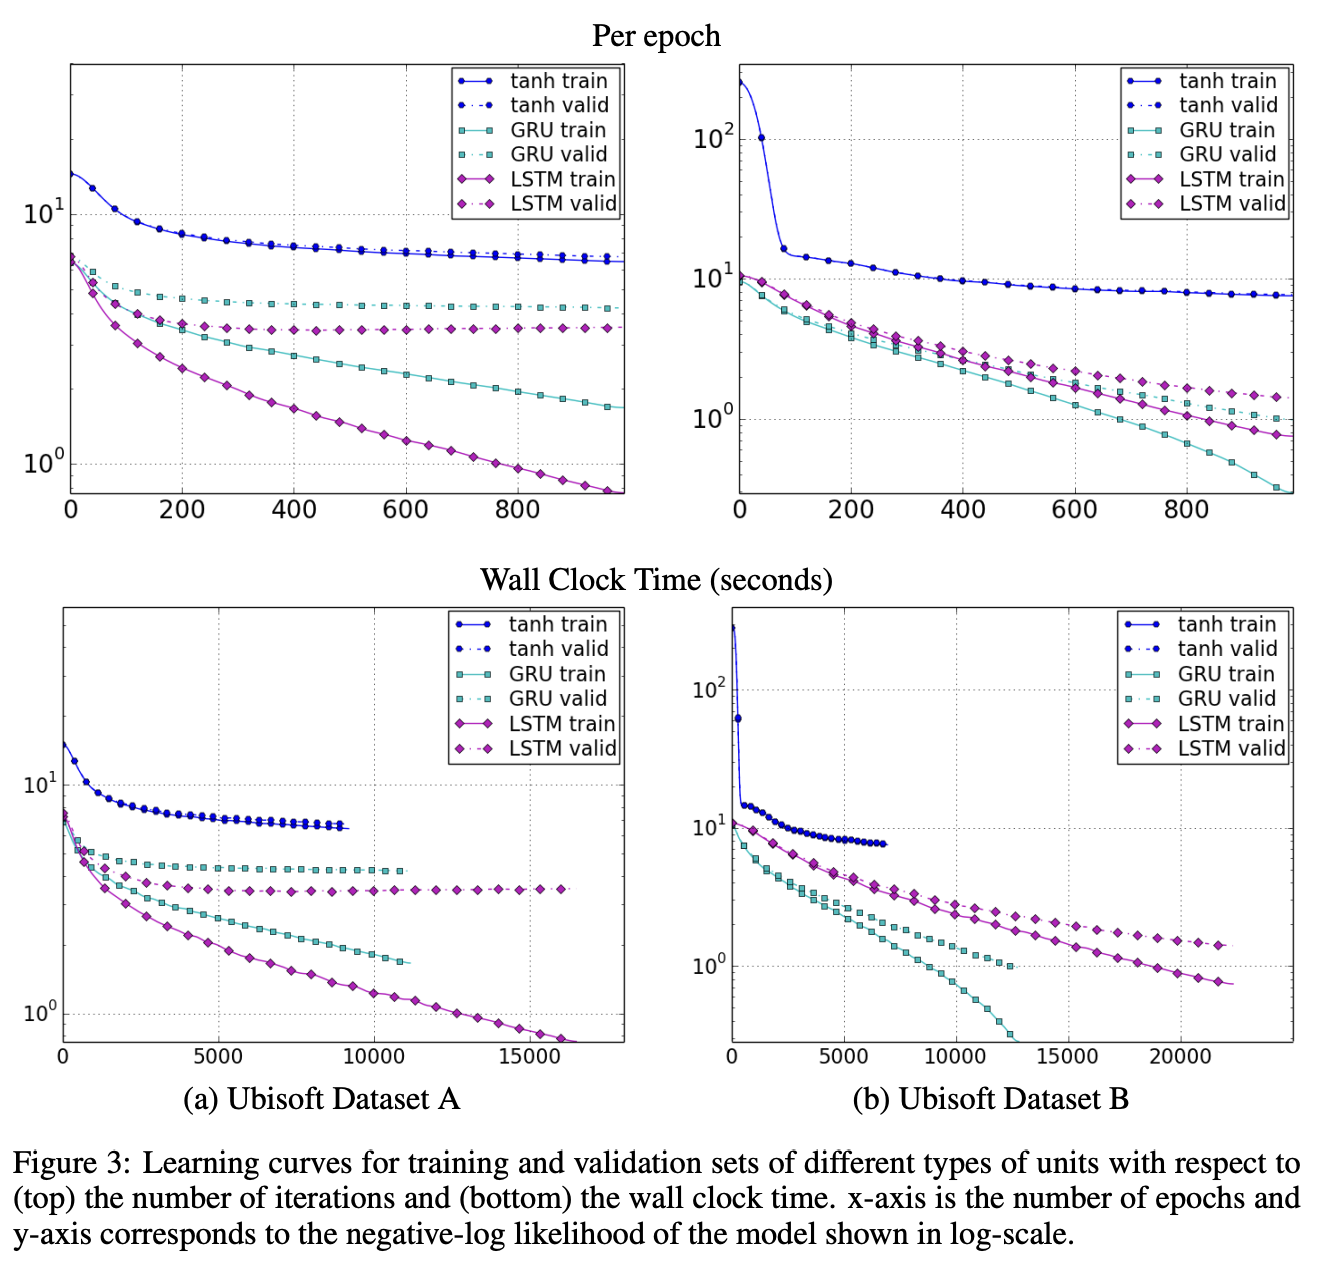 Per epoch
tanh train
tanh valid
GRU train
GRU valid
LSTM train
LSTM valid
10^1
10^0
0 200 400 600 800
tanh train
tanh valid
GRU train
GRU valid
LSTM train
LSTM valid
10^2
10^1
10^0
0 200 400 600 800
Wall Clock Time (seconds)
tanh train
tanh valid
GRU train
GRU valid
LSTM train
LSTM valid
10^1
10^0
0 5000 10000 15000
(a) Ubisoft Dataset A
tanh train
tanh valid
GRU train
GRU valid
LSTM train
LSTM valid
10^2
10^1
10^0
0 5000 10000 15000 20000
(b) Ubisoft Dataset B
Figure 3: Learning curves for training and validation sets of different types of units with respect to
(top) the number of iterations and (bottom) the wall clock time. x-axis is the number of epochs and
y-axis corresponds to the negative-log likelihood of the model shown in log-scale.